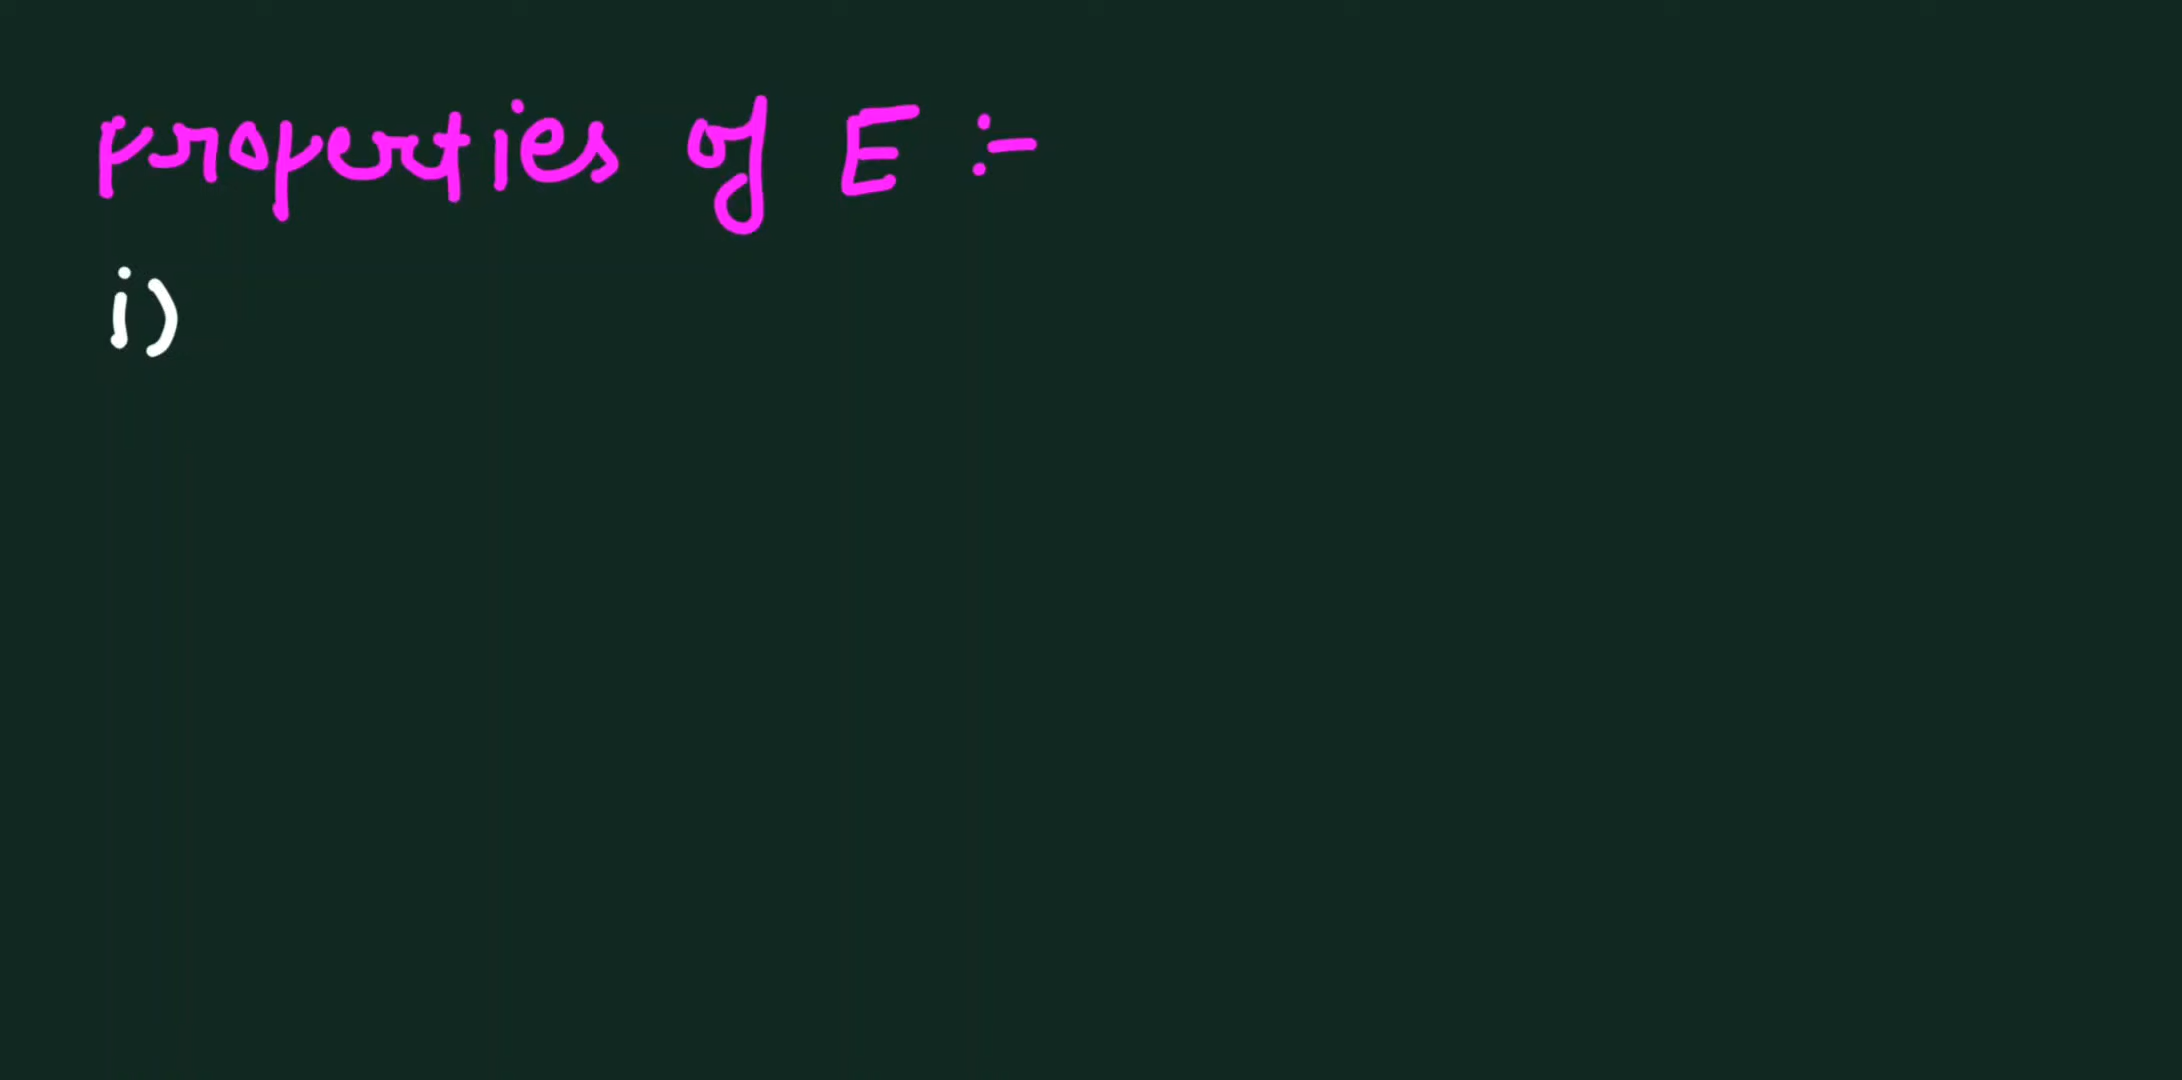 properties of E :-
i)